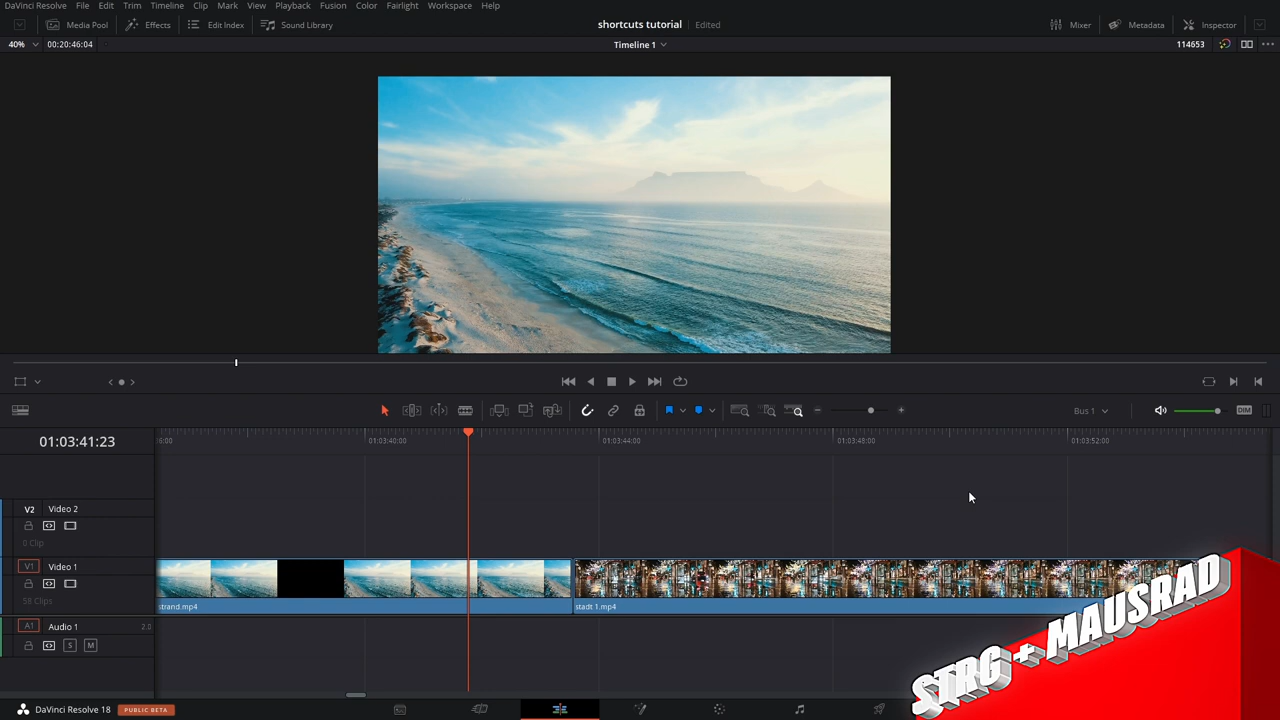 DaVinci Resolve File Edit Trim Timeline Clip Mark View Playback Fusion Color Fairlight Workspace Help
Media Pool Effects Edit Index Sound Library shortcuts tutorial Edited Mixer Metadata Inspector
40% 00:20:46:04 Timeline 1 114653
Bus 1 DIM
01:03:41:23 6:00 01:03:40:00 01:03:44:00 01:03:48:00 01:03:52:00
V2 Video 2
0 Clip
V1 Video 1
58 Clips
strand.mp4 stadt 1.mp4
A1 Audio 1 2.0
S M
STRG + MAUSRAD
DaVinci Resolve 18 PUBLIC BETA